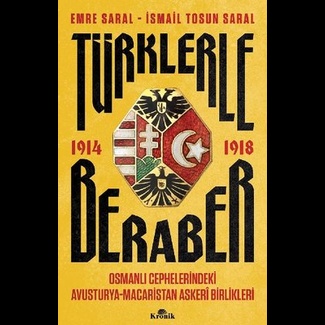 EMRE SARAL - İSMAİL TOSUN SARAL
TÜRKLERLE
1914 1918
BERABER
OSMANLI CEPHELERİNDEKİ
AVUSTURYA-MACARİSTAN ASKERİ BİRLİKLERİ
Kronik